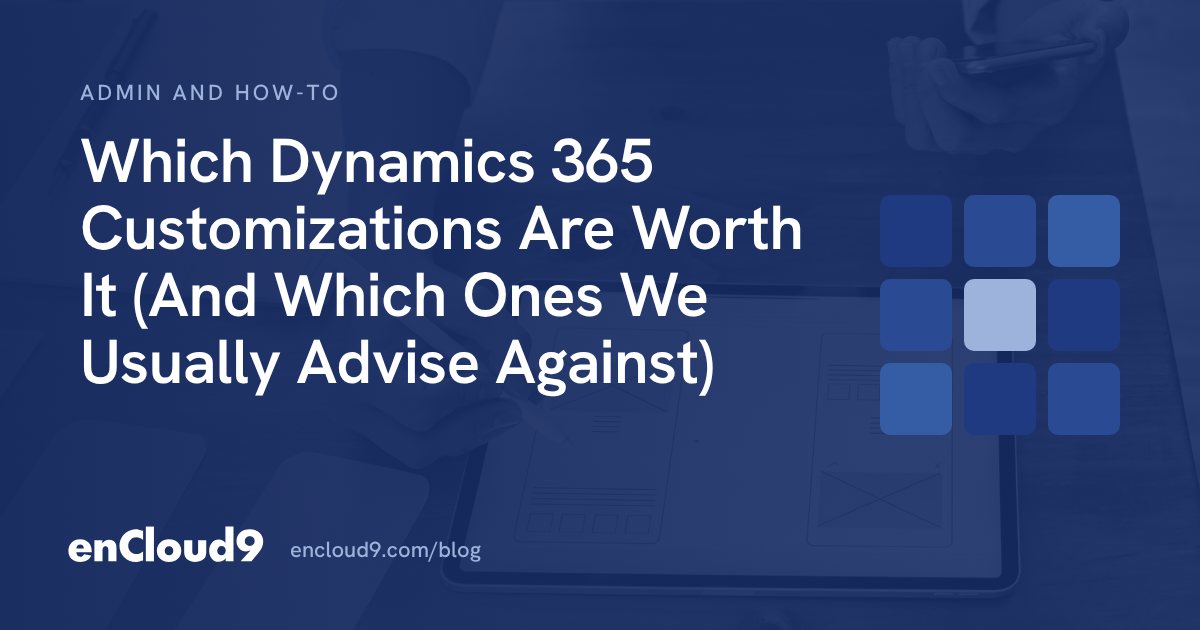 ADMIN AND HOW-TO
Which Dynamics 365
Customizations Are Worth
It (And Which Ones We
Usually Advise Against)
enCloud9
encloud9.com/blog